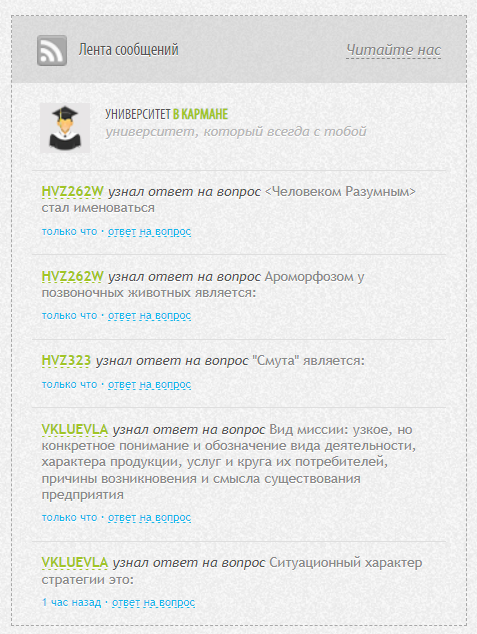 Лента сообщений
Читайте нас
УНИВЕРСИТЕТ В КАРМАНЕ
университет, который всегда с тобой
HVZ262W узнал ответ на вопрос <Человеком Разумным>
стал именоваться
только что · ответ на вопрос
HVZ262W узнал ответ на вопрос Ароморфозом у
позвоночных животных является:
только что · ответ на вопрос
HVZ323 узнал ответ на вопрос "Смута" является:
только что · ответ на вопрос
VKLUEVLA узнал ответ на вопрос Вид миссии: узкое, но
конкретное понимание и обозначение вида деятельности,
характера продукции, услуг и круга их потребителей,
причины возникновения и смысла существования
предприятия
только что · ответ на вопрос
VKLUEVLA узнал ответ на вопрос Ситуационный характер
стратегии это:
1 час назад · ответ на вопрос